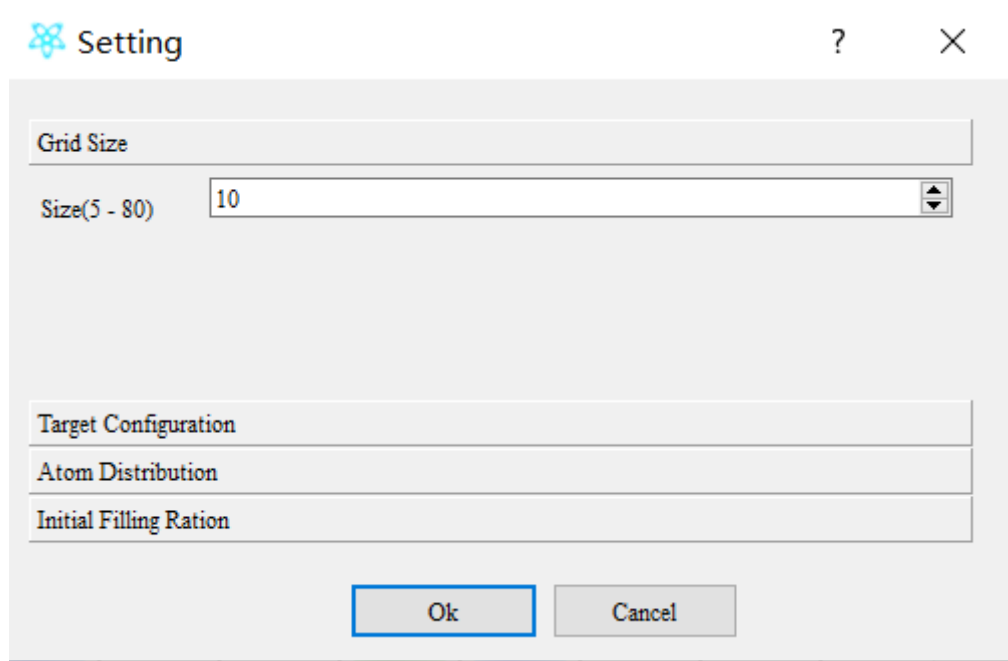 Setting
?
Grid Size
Size(5 - 80)
10
Target Configuration
Atom Distribution
Initial Filling Ration
Ok
Cancel